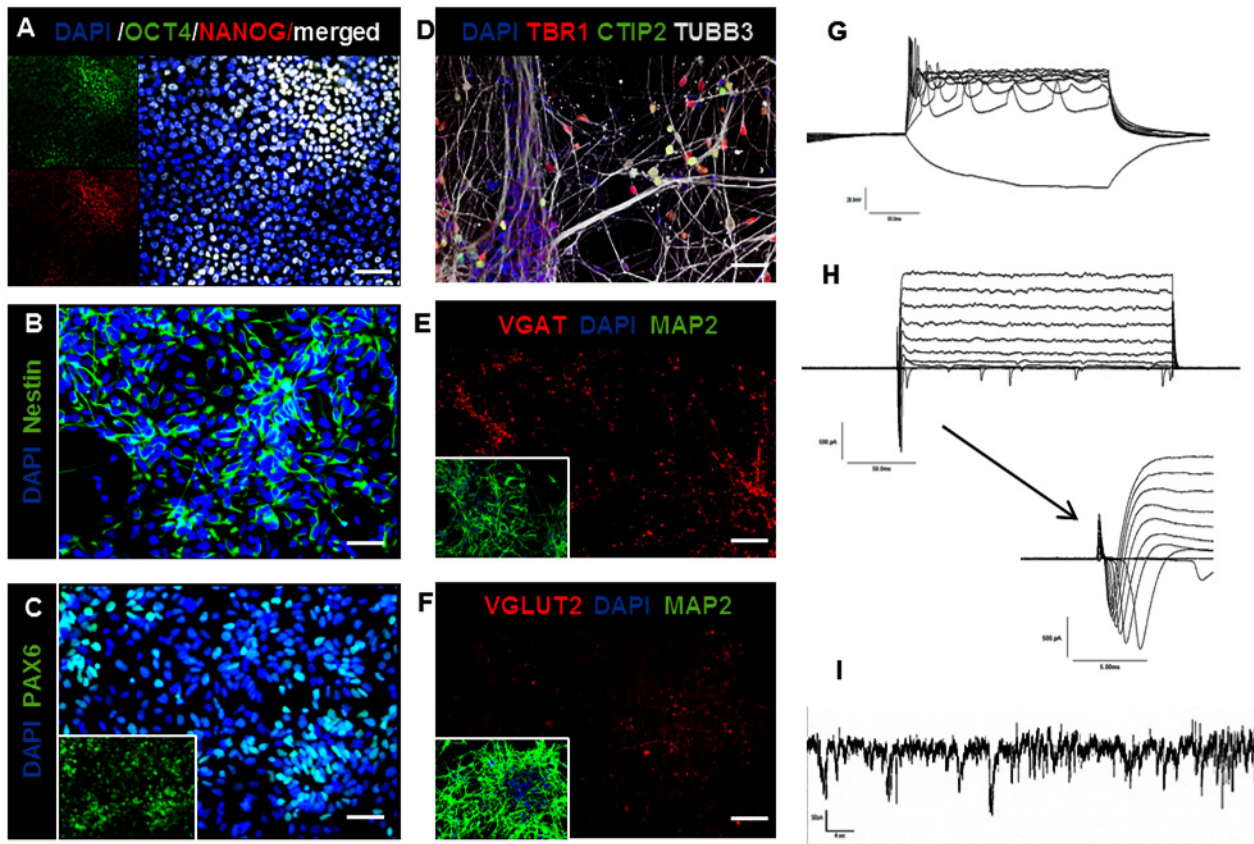 A DAPI /OCT4/NANOG/merged
B DAPI Nestin
C DAPI PAX6
D DAPI TBR1 CTIP2 TUBB3
E VGAT DAPI MAP2
F VGLUT2 DAPI MAP2
G
H
500 pA
50.0ms
500 pA
5.00ms
I